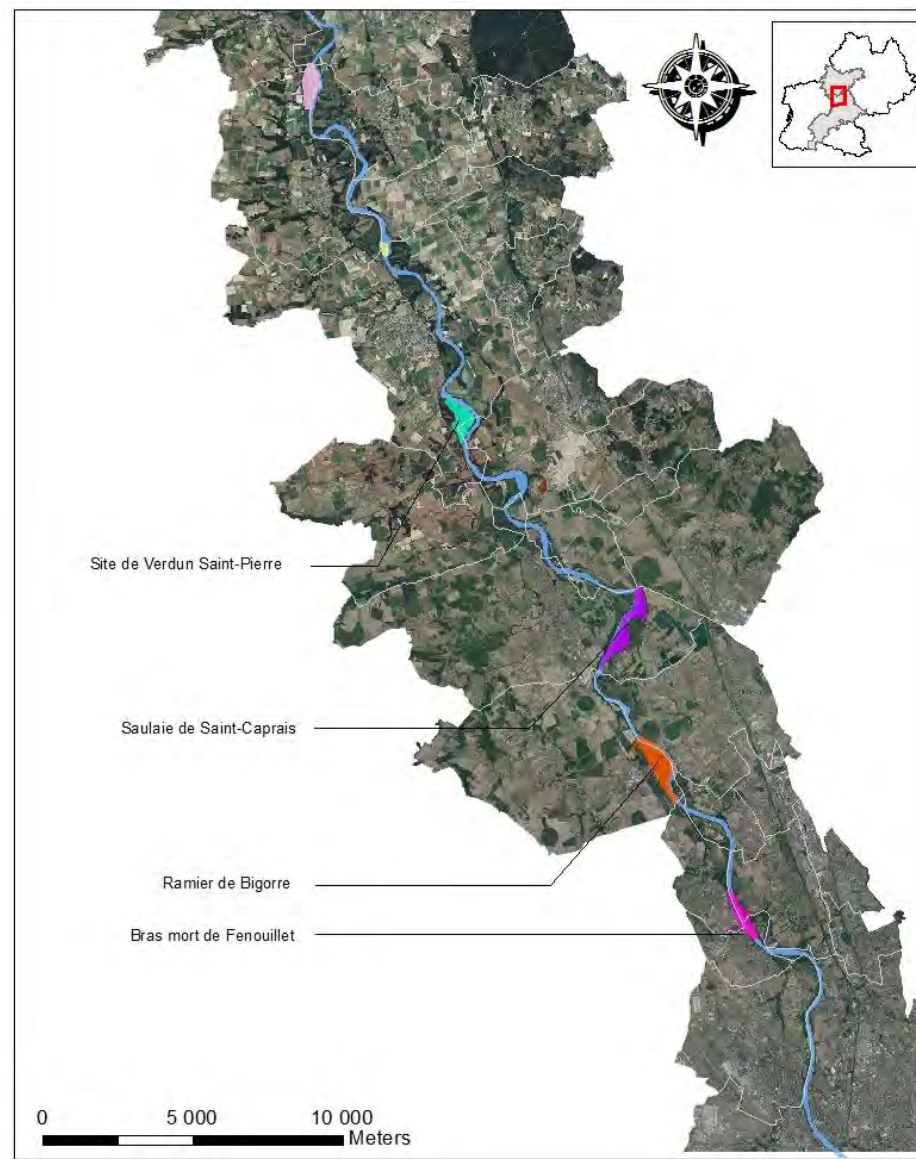 Site de Verdun Saint-Pierre
Saulaie de Saint-Caprais
Ramier de Bigorre
Bras mort de Fenouillet
0 5 000 10 000
Meters